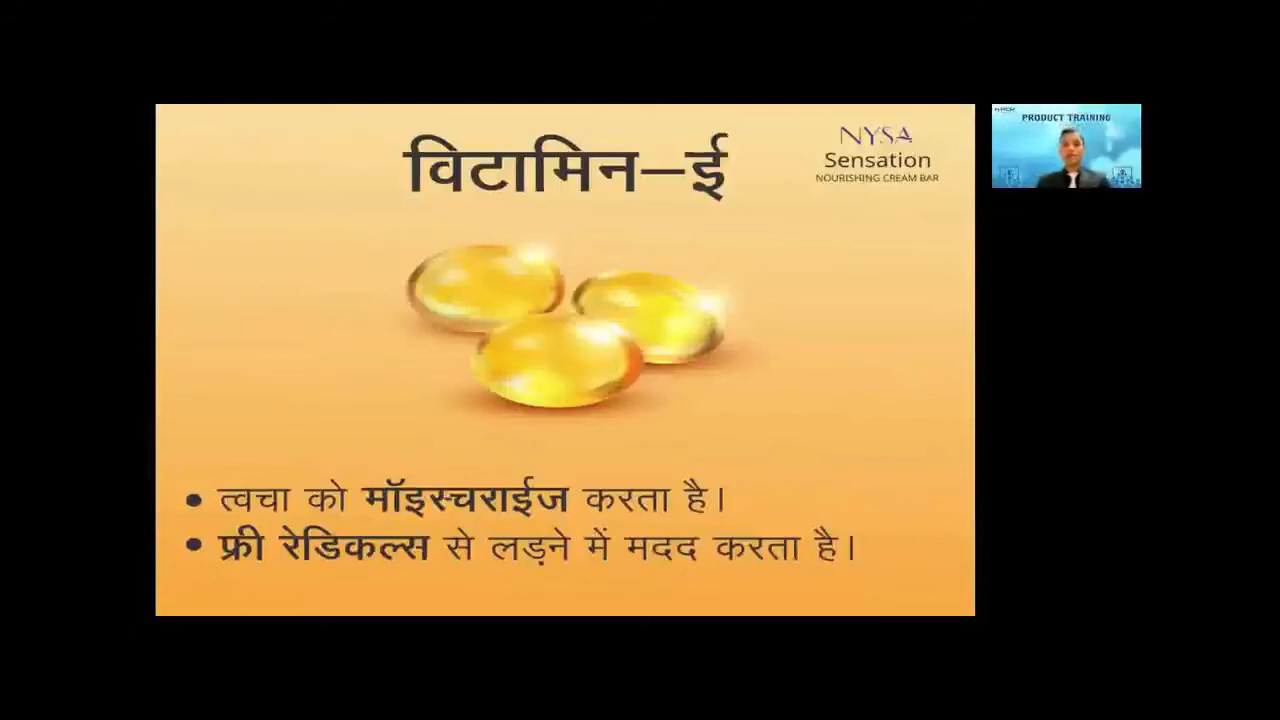 विटामिन–ई
NYSA
Sensation
NOURISHING CREAM BAR
• त्वचा को मॉइस्चराईज करता है।
• फ्री रेडिकल्स से लड़ने में मदद करता है।
PRODUCT TRAINING